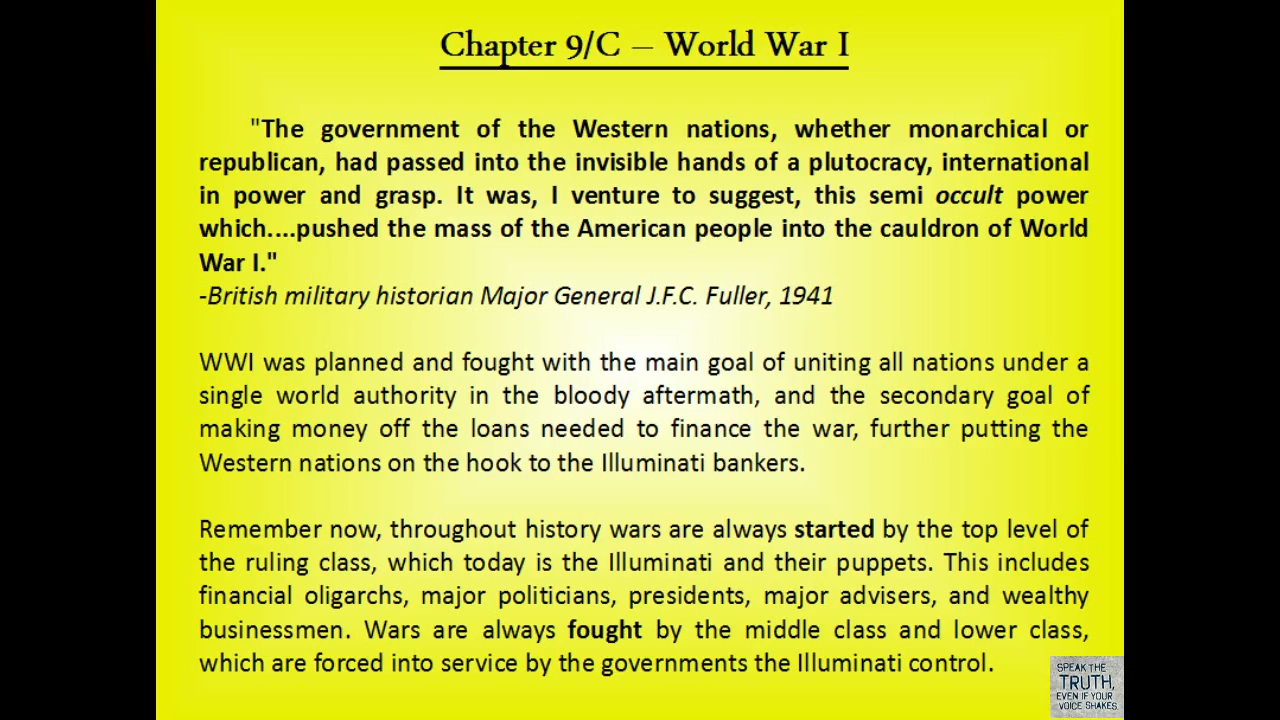 Chapter 9/C – World War I
"The government of the Western nations, whether monarchical or
republican, had passed into the invisible hands of a plutocracy, international
in power and grasp. It was, I venture to suggest, this semi occult power
which....pushed the mass of the American people into the cauldron of World
War I."
-British military historian Major General J.F.C. Fuller, 1941
WWI was planned and fought with the main goal of uniting all nations under a
single world authority in the bloody aftermath, and the secondary goal of
making money off the loans needed to finance the war, further putting the
Western nations on the hook to the Illuminati bankers.
Remember now, throughout history wars are always started by the top level of
the ruling class, which today is the Illuminati and their puppets. This includes
financial oligarchs, major politicians, presidents, major advisers, and wealthy
businessmen. Wars are always fought by the middle class and lower class,
which are forced into service by the governments the Illuminati control.
SPEAK THE
TRUTH,
EVEN IF YOUR
VOICE SHAKES